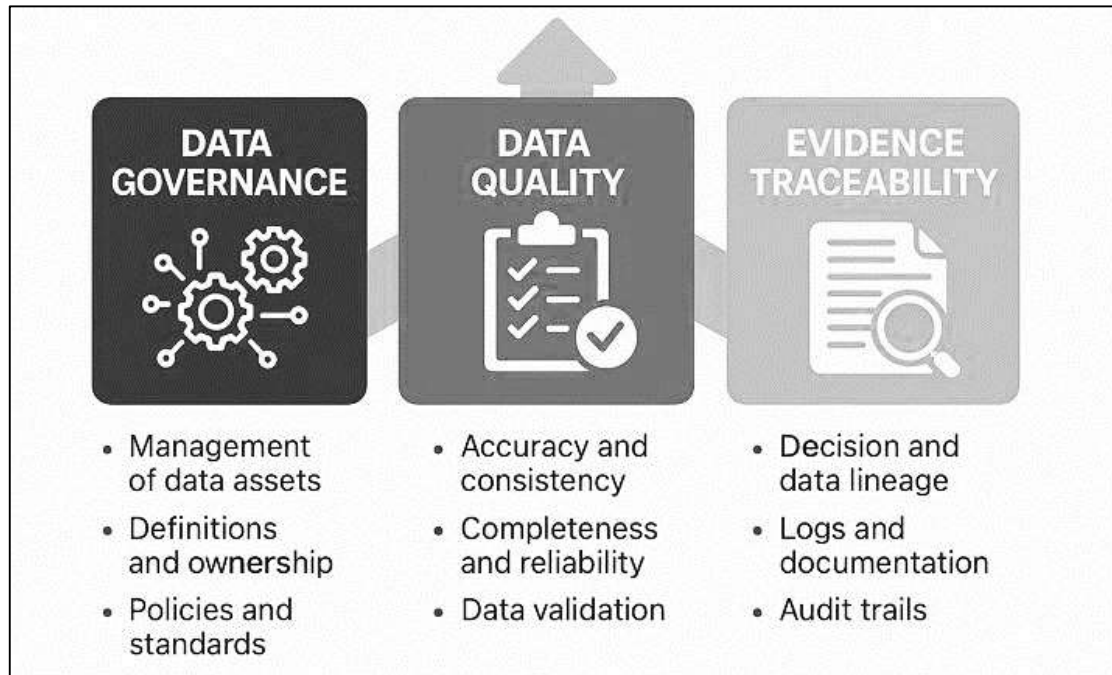 DATA
GOVERNANCE
DATA
QUALITY
EVIDENCE
TRACEABILITY
• Management
of data assets
• Definitions
and ownership
• Policies and
standards
• Accuracy and
consistency
• Completeness
and reliability
• Data validation
• Decision and
data lineage
• Logs and
documentation
• Audit trails